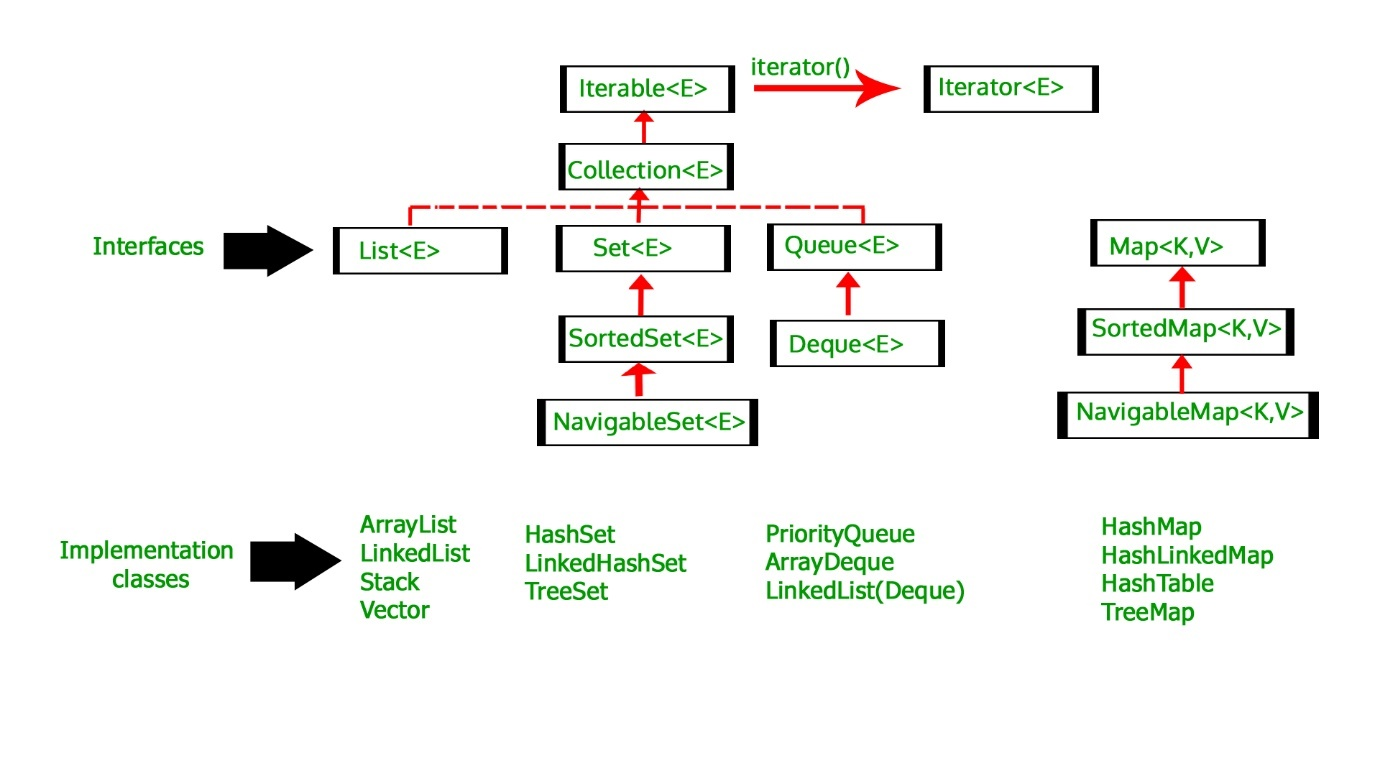 iterator()
Iterable<E>
Iterator<E>
Collection<E>
Interfaces
List<E>
Set<E>
Queue<E>
Map<K,V>
SortedSet<E>
Deque<E>
SortedMap<K,V>
NavigableSet<E>
NavigableMap<K,V>
Implementation
classes
ArrayList
LinkedList
Stack
Vector
HashSet
LinkedHashSet
TreeSet
PriorityQueue
ArrayDeque
LinkedList(Deque)
HashMap
HashLinkedMap
HashTable
TreeMap